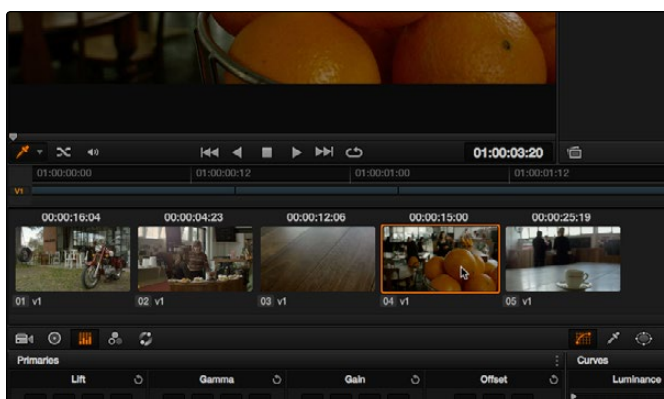 01:00:03:20
01:00:00:00 01:00:00:12 01:00:01:00 01:00:01:12
V1
00:00:16:04 00:00:04:23 00:00:12:06 00:00:15:00 00:00:25:19
01 v1 02 v1 03 v1 04 v1 05 v1
Primaries Curves
Lift Gamma Gain Offset Luminance